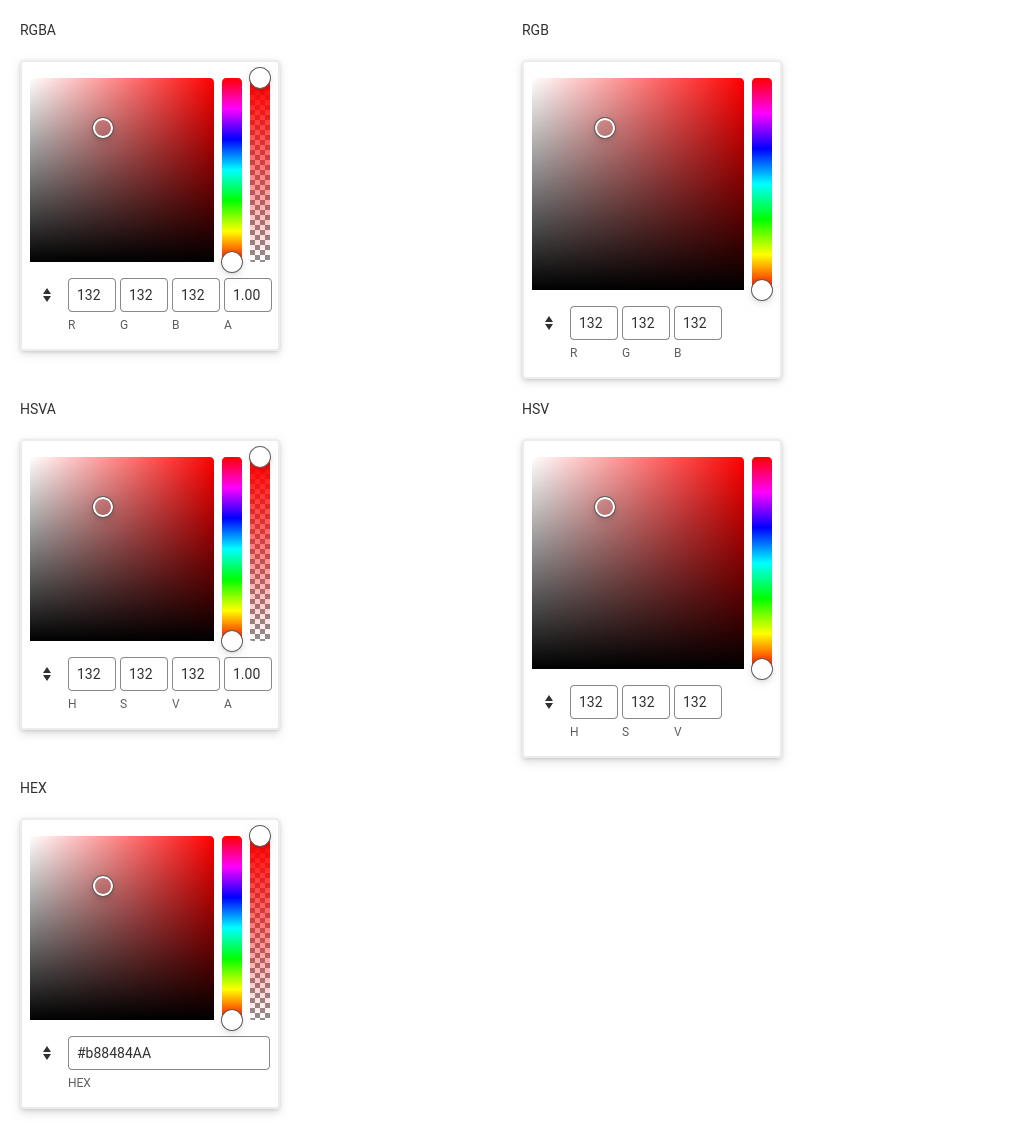 RGBA
RGB
132 132 132 1.00
R G B A
132 132 132
R G B
HSVA
HSV
132 132 132 1.00
H S V A
132 132 132
H S V
HEX
#b88484AA
HEX